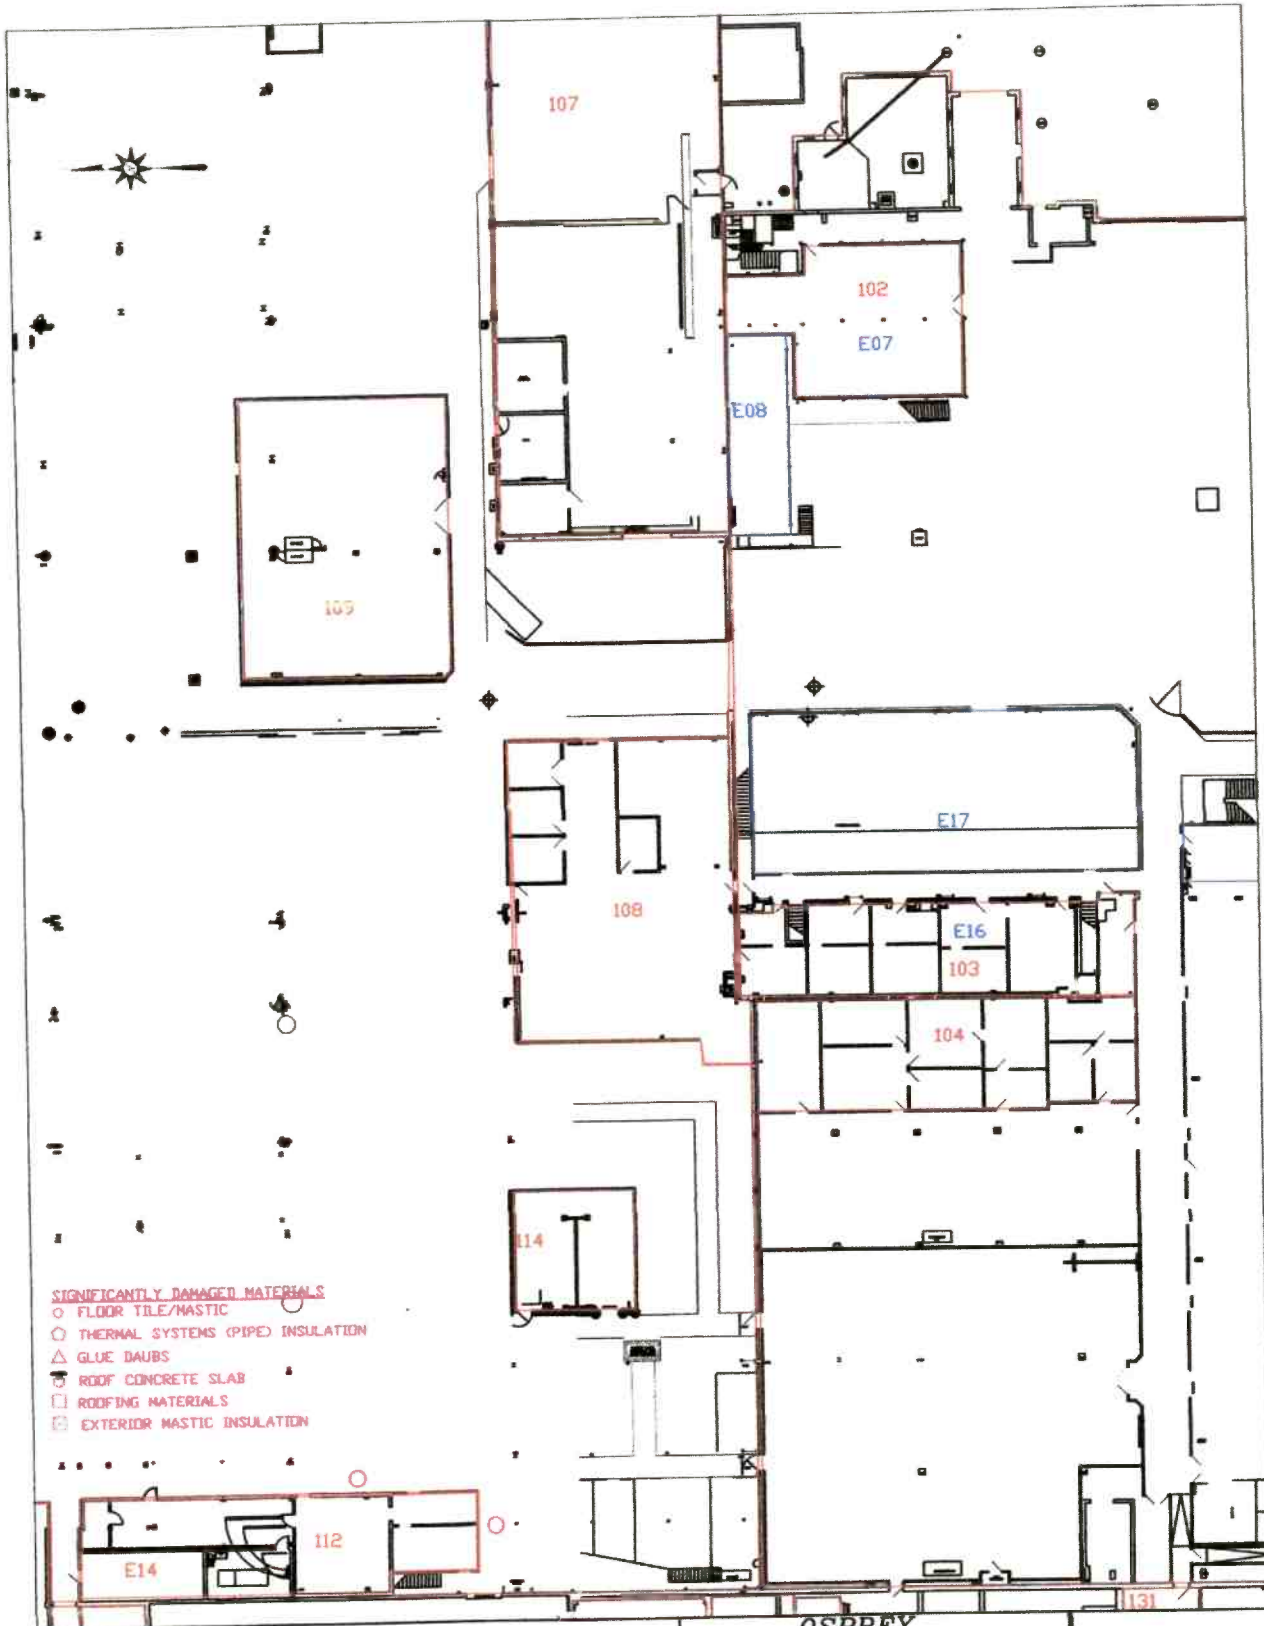 107
102
E07
E08
109
E17
108
E16
103
104
114
SIGNIFICANTLY DAMAGED MATERIALS
FLOOR TILE/MASTIC
THERMAL SYSTEMS (PIPE) INSULATION
GLUE DAUBS
ROOF CONCRETE SLAB
ROOFING MATERIALS
EXTERIOR MASTIC INSULATION
112
E14
131
OSPREY